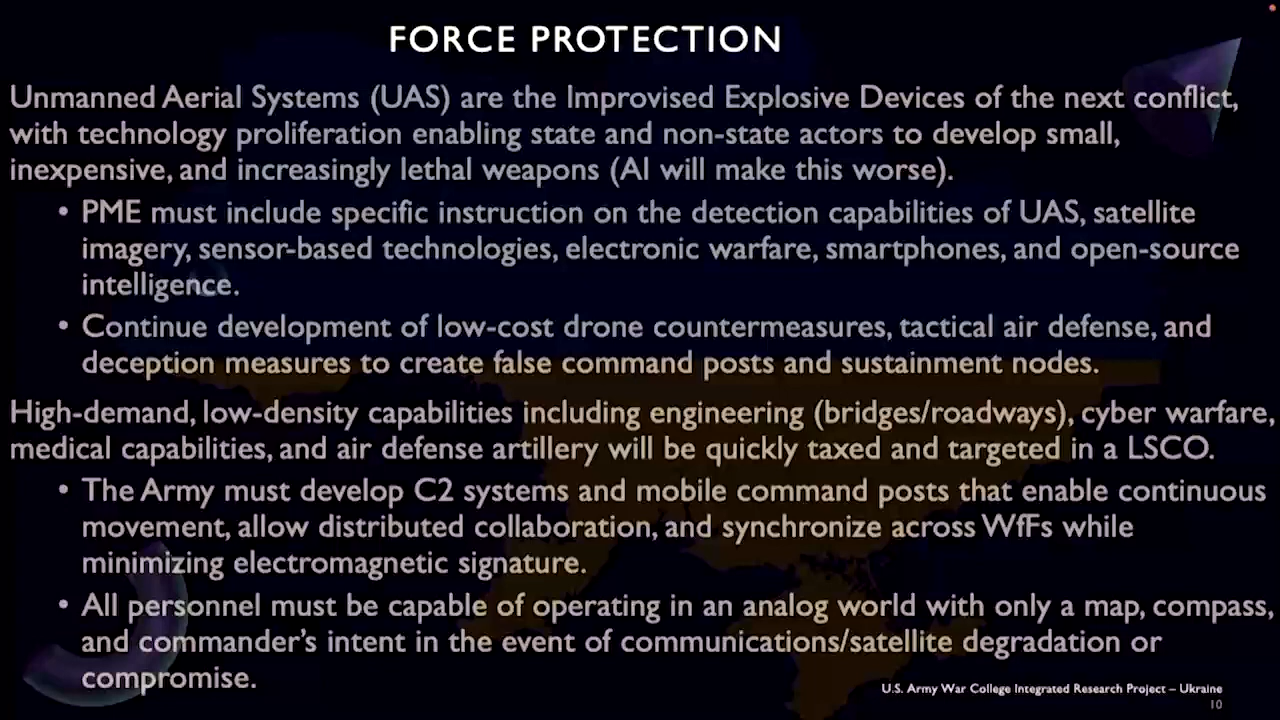 FORCE PROTECTION
Unmanned Aerial Systems (UAS) are the Improvised Explosive Devices of the next conflict,
with technology proliferation enabling state and non-state actors to develop small,
inexpensive, and increasingly lethal weapons (AI will make this worse).
• PME must include specific instruction on the detection capabilities of UAS, satellite
imagery, sensor-based technologies, electronic warfare, smartphones, and open-source
intelligence.
• Continue development of low-cost drone countermeasures, tactical air defense, and
deception measures to create false command posts and sustainment nodes.
High-demand, low-density capabilities including engineering (bridges/roadways), cyber warfare,
medical capabilities, and air defense artillery will be quickly taxed and targeted in a LSCO.
• The Army must develop C2 systems and mobile command posts that enable continuous
movement, allow distributed collaboration, and synchronize across WfFs while
minimizing electromagnetic signature.
• All personnel must be capable of operating in an analog world with only a map, compass,
and commander's intent in the event of communications/satellite degradation or
compromise.
U.S. Army War College Integrated Research Project – Ukraine
10